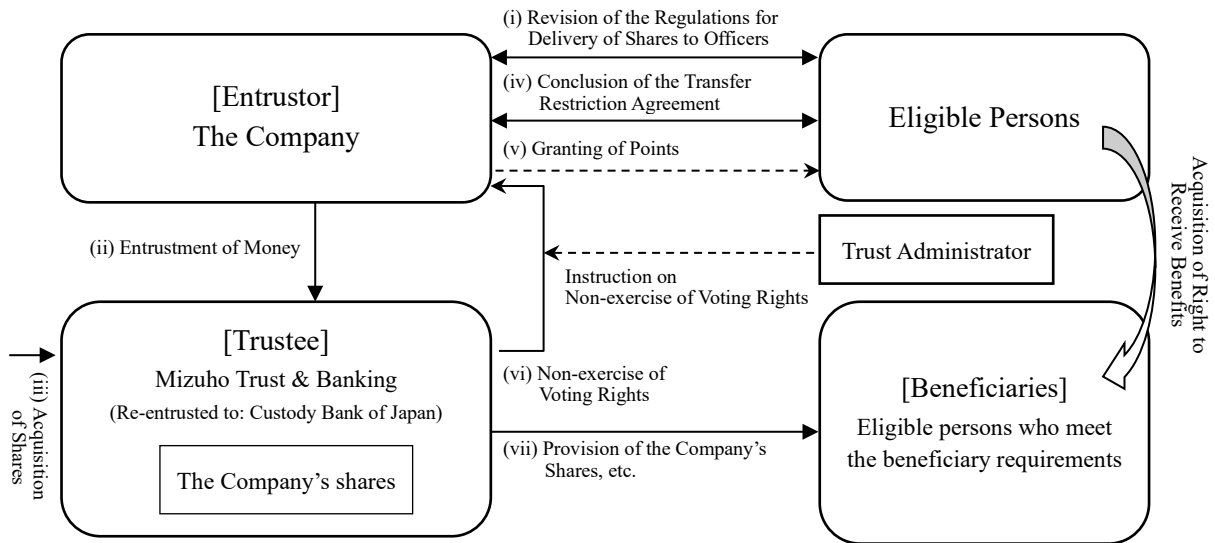 (i) Revision of the Regulations for
Delivery of Shares to Officers
[Entrustor]
The Company
(iv) Conclusion of the Transfer
Restriction Agreement
Eligible Persons
(v) Granting of Points
Acquisition of Right to
Receive Benefits
(ii) Entrustment of Money
Trust Administrator
Instruction on
Non-exercise of Voting Rights
[Trustee]
Mizuho Trust & Banking
(Re-entrusted to: Custody Bank of Japan)
The Company’s shares
(iii) Acquisition
of Shares
(vi) Non-exercise of
Voting Rights
(vii) Provision of the Company’s
Shares, etc.
[Beneficiaries]
Eligible persons who meet
the beneficiary requirements